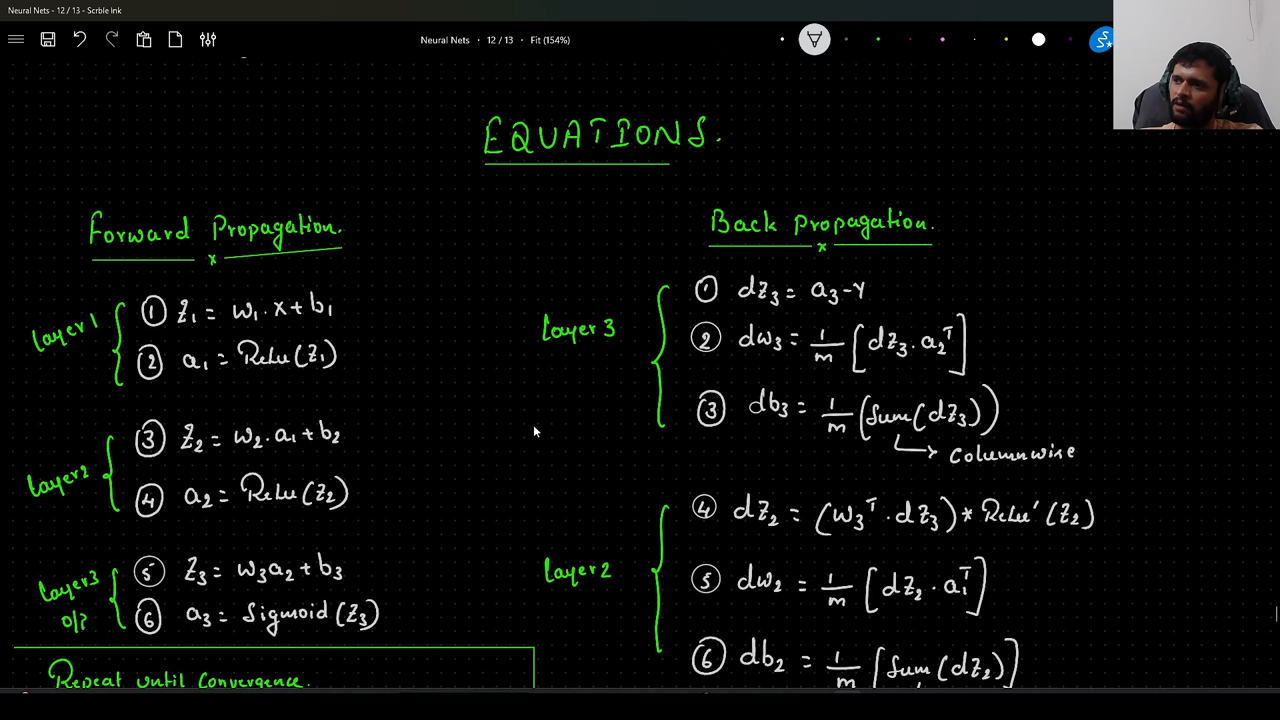 Neural Nets - 12 / 13 - Scrble Ink
Neural Nets • 12 / 13 • Fit (154%)
EQUATIONS.
Forward Propagation.
Layer 1
① z₁ = w₁ . x + b₁
② a₁ = Relu(z₁)
Layer 2
③ z₂ = w₂ . a₁ + b₂
④ a₂ = Relu(z₂)
Layer 3
o/p
⑤ z₃ = w₃a₂ + b₃
⑥ a₃ = Sigmoid(z₃)
Repeat until Convergence.
Back propagation.
Layer 3
① dz₃ = a₃ - Y
② dw₃ = 1/m [dz₃ . a₂ᵀ]
③ db₃ = 1/m (Sum(dz₃))
Columnwise
Layer 2
④ dz₂ = (w₃ᵀ . dz₃) * Relu'(z₂)
⑤ dw₂ = 1/m [dz₂ . a₁ᵀ]
⑥ db₂ = 1/m [Sum(dz₂)]